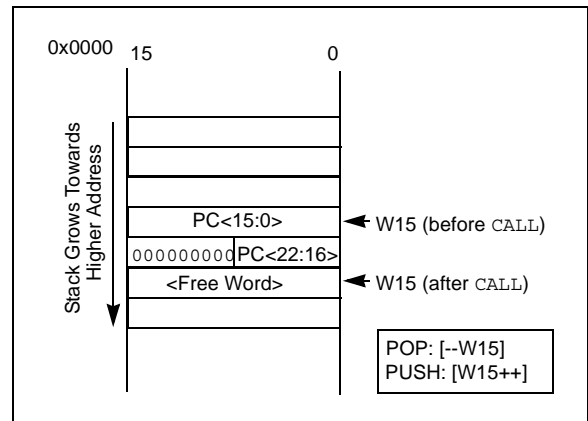 0x0000
15
0
Stack Grows Towards
Higher Address
PC<15:0>
W15 (before CALL)
000000000
PC<22:16>
<Free Word>
W15 (after CALL)
POP: [--W15]
PUSH: [W15++]